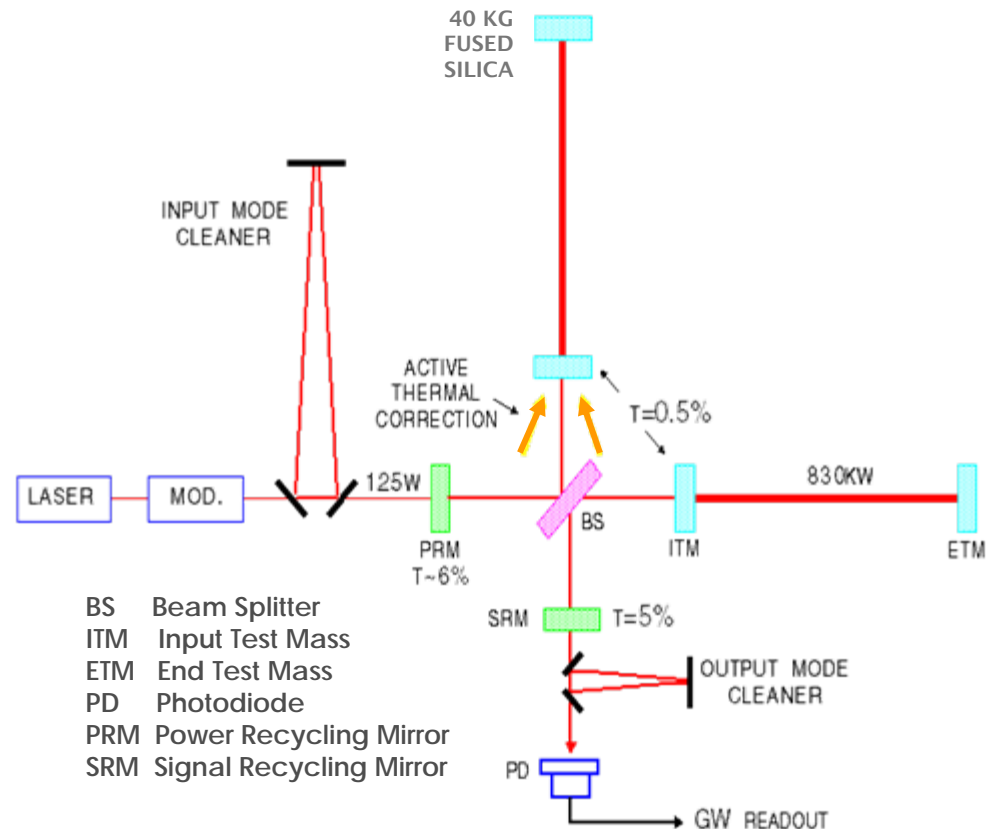 40 KG
FUSED
SILICA
INPUT MODE
CLEANER
ACTIVE
THERMAL
CORRECTION
T=0.5%
LASER
MOD.
125W
830KW
BS
PRM
T~6%
ITM
ETM
SRM
T=5%
OUTPUT MODE
CLEANER
PD
GW READOUT
BS Beam Splitter
ITM Input Test Mass
ETM End Test Mass
PD Photodiode
PRM Power Recycling Mirror
SRM Signal Recycling Mirror